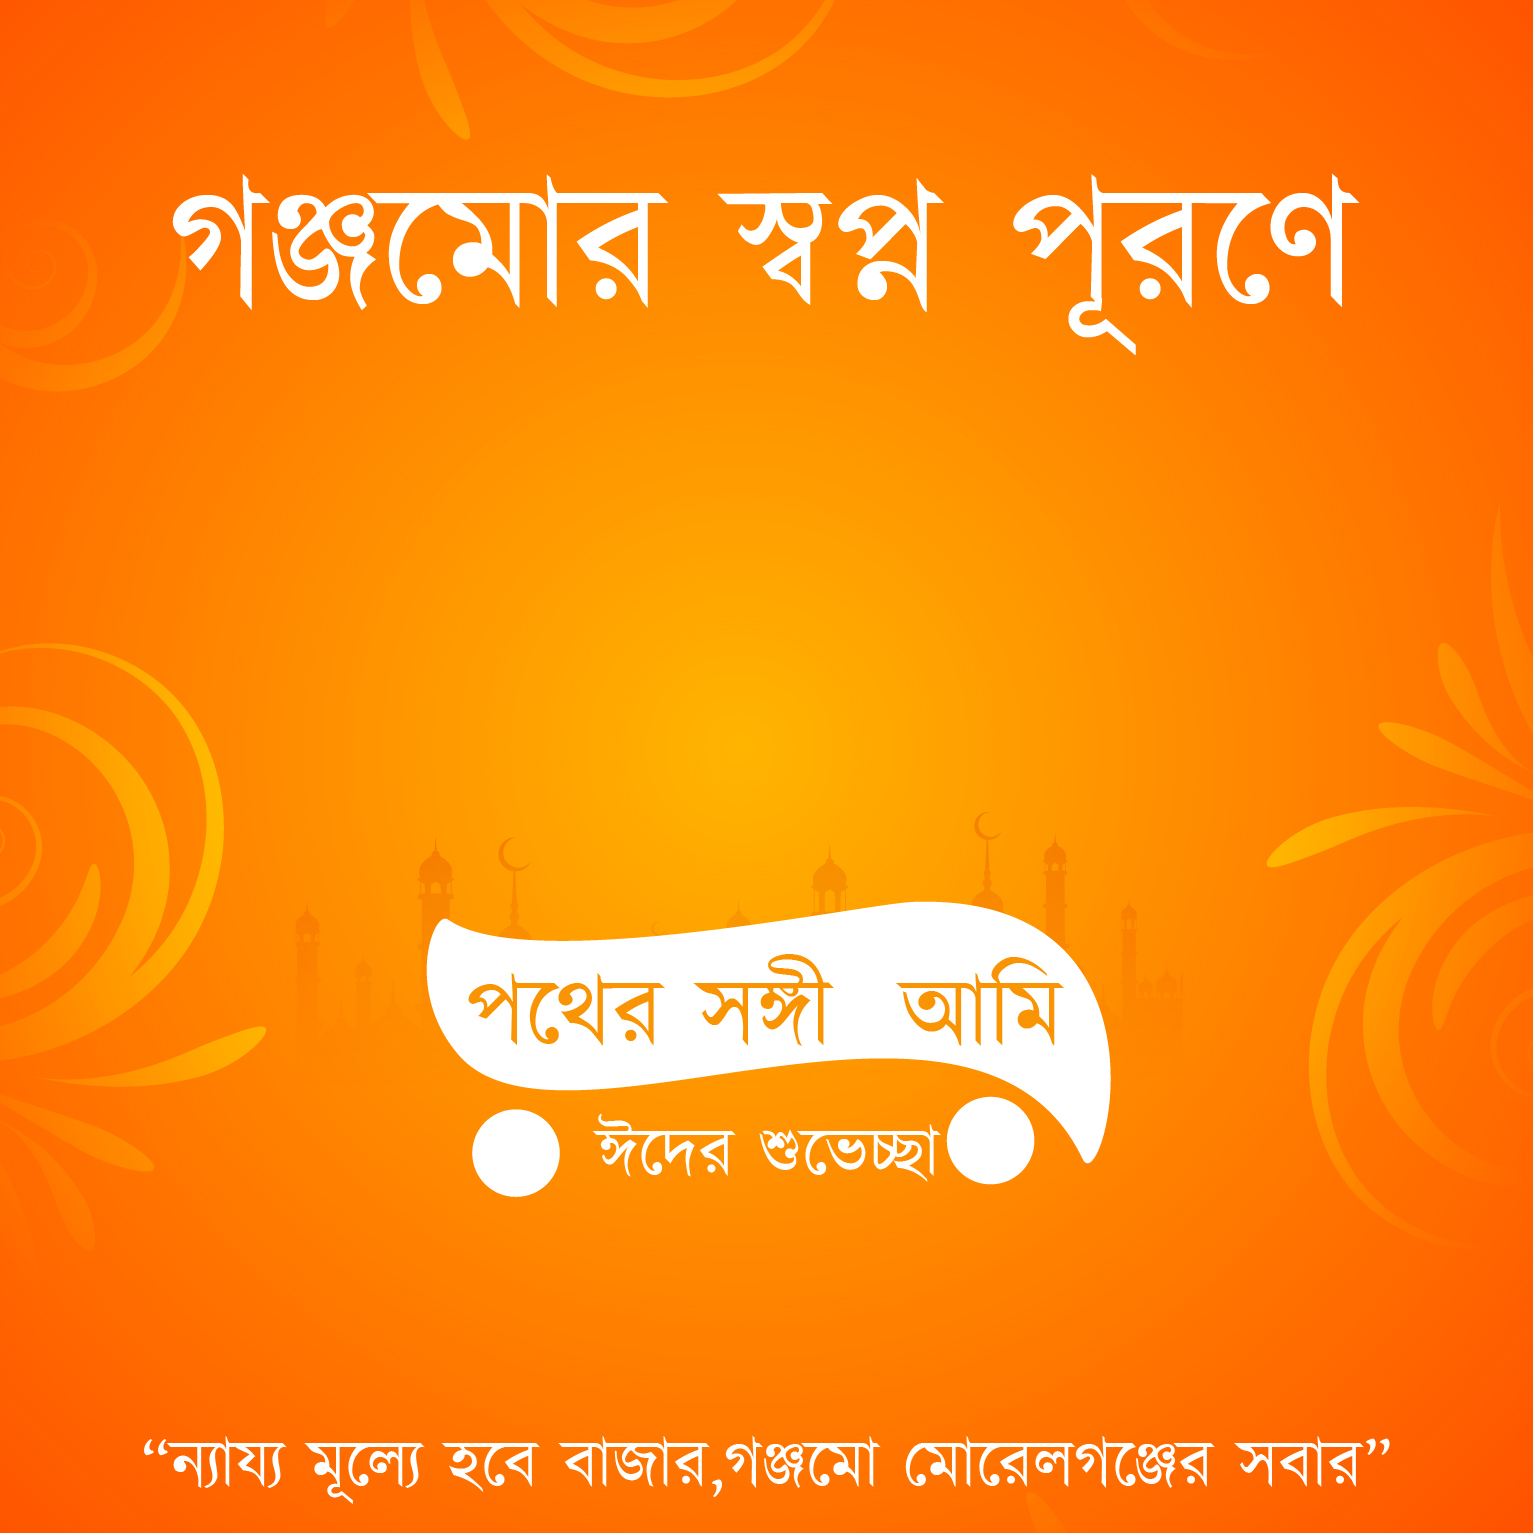 গঞ্জমোর স্বপ্ন পূরণে
পথের সঙ্গী আমি
ঈদের শুভেচ্ছা
“ন্যায্য মূল্যে হবে বাজার,গঞ্জমো মোরেলগঞ্জের সবার”